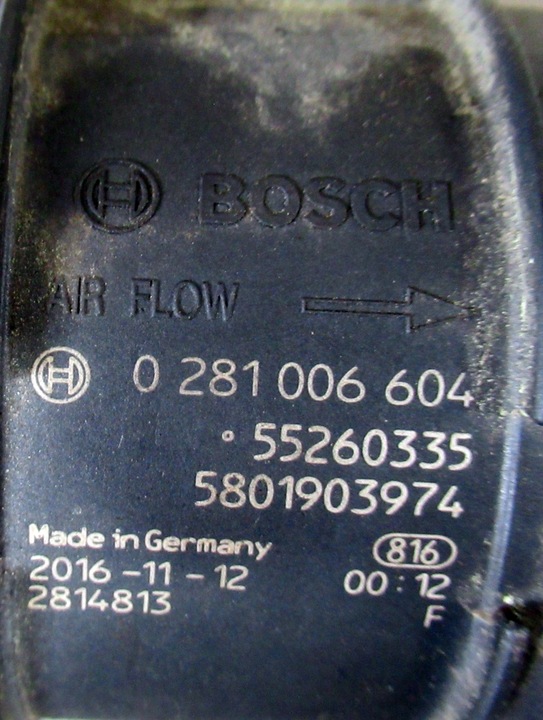 BOSCH
AIR FLOW
0 281 006 604
55260335
5801903974
Made in Germany 816
2016-11-12 00:12
2814813 F